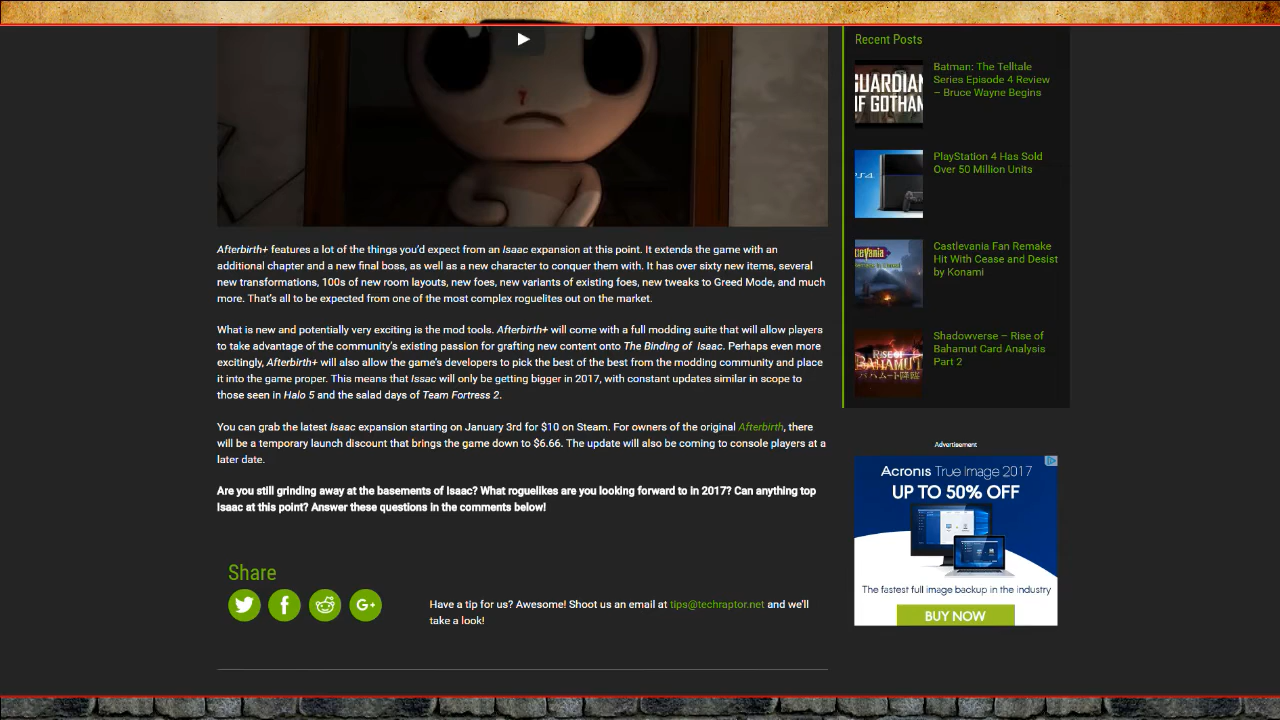 Afterbirth+ features a lot of the things you'd expect from an Isaac expansion at this point. It extends the game with an
additional chapter and a new final boss, as well as a new character to conquer them with. It has over sixty new items, several
new transformations, 100s of new room layouts, new foes, new variants of existing foes, new tweaks to Greed Mode, and much
more. That's all to be expected from one of the most complex roguelites out on the market.
What is new and potentially very exciting is the mod tools. Afterbirth+ will come with a full modding suite that will allow players
to take advantage of the community's existing passion for grafting new content onto The Binding of Isaac. Perhaps even more
excitingly, Afterbirth+ will also allow the game's developers to pick the best of the best from the modding community and place
it into the game proper. This means that Isaac will only be getting bigger in 2017, with constant updates similar in scope to
those seen in Halo 5 and the salad days of Team Fortress 2.
You can grab the latest Isaac expansion starting on January 3rd for $10 on Steam. For owners of the original Afterbirth, there
will be a temporary launch discount that brings the game down to $6.66. The update will also be coming to console players at a
later date.
Are you still grinding away at the basements of Isaac? What roguelikes are you looking forward to in 2017? Can anything top
Isaac at this point? Answer these questions in the comments below!
Share
G+
Have a tip for us? Awesome! Shoot us an email at tips@techraptor.net and we'll
take a look!
Recent Posts
GUARDIAN
OF GOTHAM
Batman: The Telltale
Series Episode 4 Review
– Bruce Wayne Begins
PS4
PlayStation 4 Has Sold
Over 50 Million Units
Castlevania Fan Remake
Hit With Cease and Desist
by Konami
RISE OF
BAHAMUT
Shadowverse – Rise of
Bahamut Card Analysis
Part 2
Advertisement
Acronis True Image 2017
UP TO 50% OFF
The fastest full image backup in the industry
BUY NOW